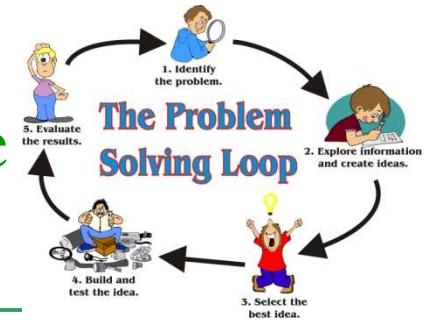 The Problem
Solving Loop
1. Identify
the problem.
2. Explore information
and create ideas.
3. Select the
best idea.
4. Build and
test the idea.
5. Evaluate
the results.
e